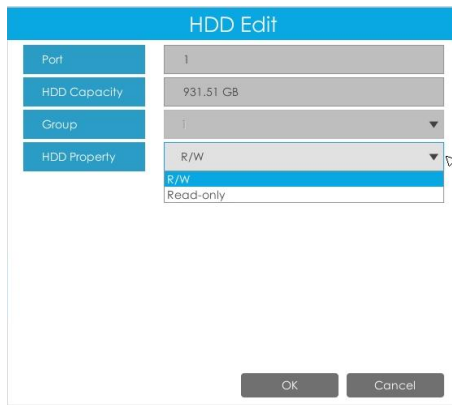 HDD Edit
Port 1
HDD Capacity 931.51 GB
Group 1
HDD Property R/W
R/W
Read-only
OK Cancel